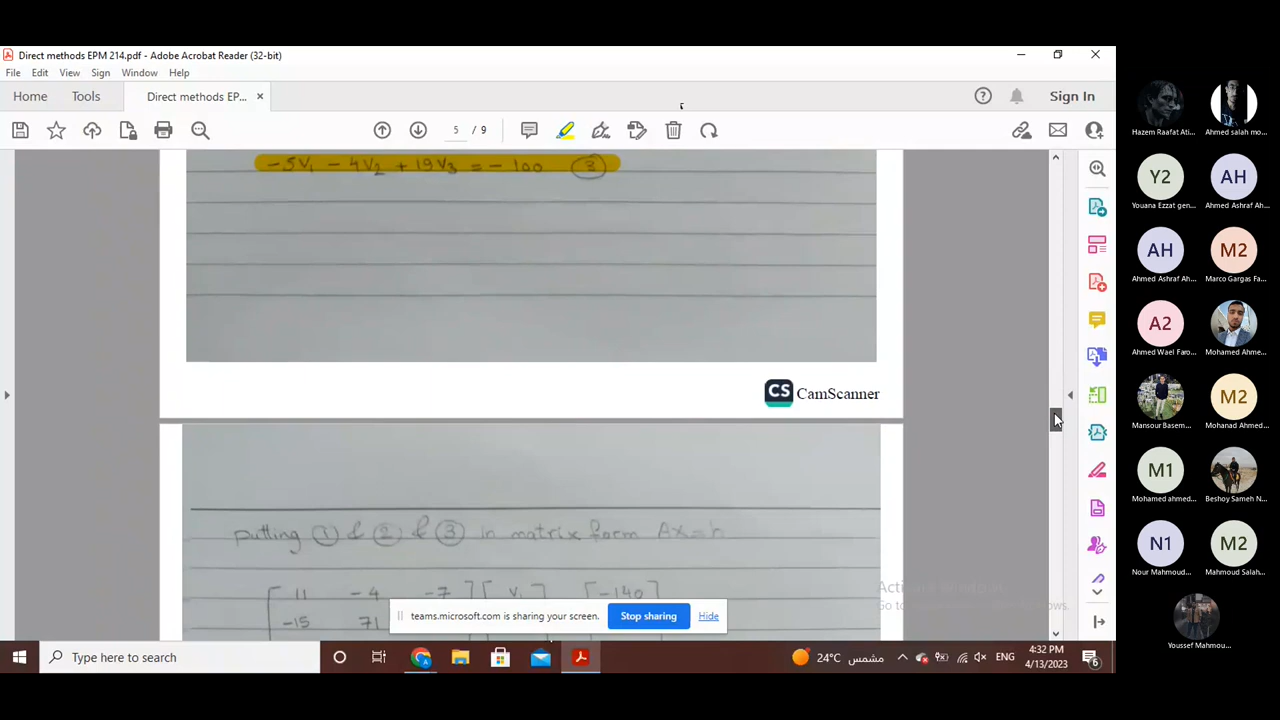 Direct methods EPM 214.pdf - Adobe Acrobat Reader (32-bit)
File Edit View Sign Window Help
Home Tools Direct methods EP... × Sign In
5 / 9
-5V₁ - 4V₂ + 19V₃ = - 100 ③
CS CamScanner
putting ① & ② & ③ in matrix form Ax=b
11 -4 -7 V₁ -140
-15 71
teams.microsoft.com is sharing your screen. Stop sharing Hide
Type here to search
24°C مشمس
ENG
4:32 PM
4/13/2023
6
Hazem Raafat Ati...
Ahmed salah mo...
Y2
Youana Ezzat gen...
AH
Ahmed Ashraf Ah...
AH
Ahmed Ashraf Ah...
M2
Marco Gargas Fa...
A2
Ahmed Wael Faro...
Mohamed Ahme...
Mansour Basem...
M2
Mohanad Ahmed...
M1
Mohamed ahmed...
Beshoy Sameh N...
N1
Nour Mahmoud...
M2
Mahmoud Salah...
Youssef Mahmou...